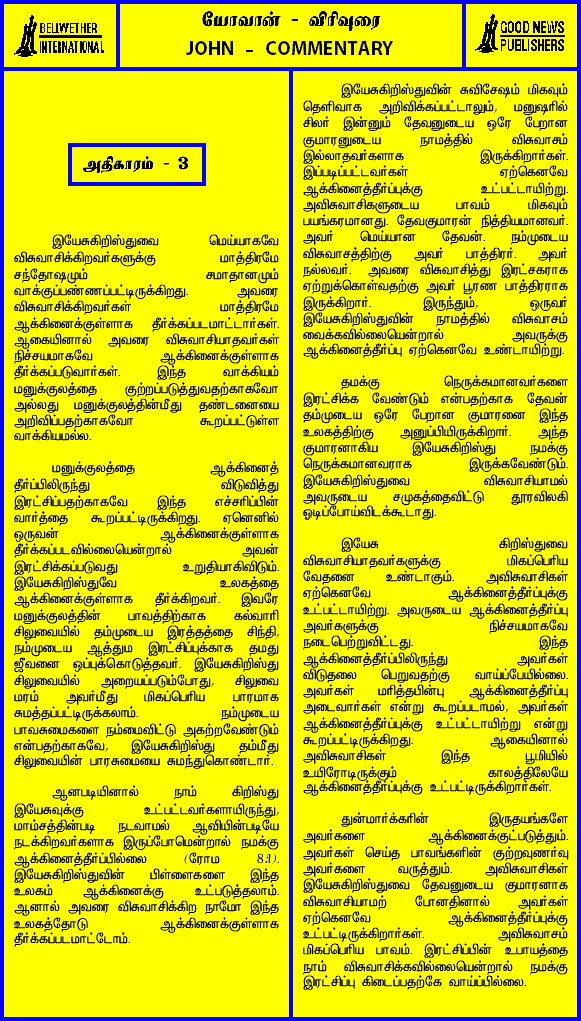 BELWETHER
INTERNATIONAL
யோவான் - விரிவுரை
JOHN - COMMENTARY
GOOD NEWS
PUBLISHERS
அதிகாரம் - 3
இயேசுகிறிஸ்துவை மெய்யாகவே
விசுவாசிக்கிறவர்களுக்கு மாத்திரமே
சந்தோஷமும் சமாதானமும்
வாக்குப்பண்ணப்பட்டிருக்கிறது. அவரை
விசுவாசிக்கிறவர்கள் மாத்திரமே
ஆக்கினைக்குள்ளாக தீர்க்கப்படமாட்டார்கள்.
ஆகையினால் அவரை விசுவாசியாதவர்கள்
நிச்சயமாகவே ஆக்கினைக்குள்ளாக
தீர்க்கப்படுவார்கள். இந்த வாக்கியம்
மனுக்குலத்தை குற்றப்படுத்துவதற்காகவோ
அல்லது மனுக்குலத்தின்மீது தண்டனையை
அறிவிப்பதற்காகவோ கூறப்பட்டுள்ள
வாக்கியமல்ல.
மனுக்குலத்தை ஆக்கினைத்
தீர்ப்பிலிருந்து விடுவித்து
இரட்சிப்பதற்காகவே இந்த எச்சரிப்பின்
வார்த்தை கூறப்பட்டிருக்கிறது. ஏனெனில்
ஒருவன் ஆக்கினைக்குள்ளாக
தீர்க்கப்படவில்லையென்றால் அவன்
இரட்சிக்கப்படுவது உறுதியாகிவிடும்.
இயேசுகிறிஸ்துவே உலகத்தை
ஆக்கினைக்குள்ளாக தீர்க்கிறவர். இவரே
மனுக்குலத்தின் பாவத்திற்காக கல்வாரி
சிலுவையில் தம்முடைய இரத்தத்தை சிந்தி,
நம்முடைய ஆத்தும இரட்சிப்புக்காக தமது
ஜீவனை ஒப்புக்கொடுத்தவர். இயேசுகிறிஸ்து
சிலுவையில் அறையப்படும்போது, சிலுவை
மரம் அவர்மீது மிகப்பெரிய பாரமாக
சுமத்தப்பட்டிருக்கலாம். நம்முடைய
பாவசுமைகளை நம்மைவிட்டு அகற்றவேண்டும்
என்பதற்காகவே, இயேசுகிறிஸ்து தம்மீது
சிலுவையின் பாரசுமையை சுமந்துகொண்டார்.
ஆனபடியினால் நாம் கிறிஸ்து
இயேசுவுக்கு உட்பட்டவர்களாயிருந்து,
மாம்சத்தின்படி நடவாமல் ஆவியின்படியே
நடக்கிறவர்களாக இருப்போமென்றால் நமக்கு
ஆக்கினைத்தீர்ப்பில்லை (ரோம 8:1).
இயேசுகிறிஸ்துவின் பிள்ளைகளை இந்த
உலகம் ஆக்கினைக்கு உட்படுத்தலாம்.
ஆனால் அவரை விசுவாசிக்கிற நாமோ இந்த
உலகத்தோடு ஆக்கினைக்குள்ளாக
தீர்க்கப்படமாட்டோம்.
இயேசுகிறிஸ்துவின் சுவிசேஷம் மிகவும்
தெளிவாக அறிவிக்கப்பட்டாலும், மனுஷரில்
சிலர் இன்னும் தேவனுடைய ஒரே பேறான
குமாரனுடைய நாமத்தில் விசுவாசம்
இல்லாதவர்களாக இருக்கிறார்கள்.
இப்படிப்பட்டவர்கள் ஏற்கெனவே
ஆக்கினைத்தீர்ப்புக்கு உட்பட்டாயிற்று.
அவிசுவாசிகளுடைய பாவம் மிகவும்
பயங்கரமானது. தேவகுமாரன் நித்தியமானவர்.
அவர் மெய்யான தேவன். நம்முடைய
விசுவாசத்திற்கு அவர் பாத்திரர். அவர்
நல்லவர். அவரை விசுவாசித்து இரட்சகராக
ஏற்றுக்கொள்வதற்கு அவர் பூரண பாத்திரராக
இருக்கிறார். இருந்தும், ஒருவர்
இயேசுகிறிஸ்துவின் நாமத்தில் விசுவாசம்
வைக்கவில்லையென்றால் அவருக்கு
ஆக்கினைத்தீர்ப்பு ஏற்கெனவே உண்டாயிற்று.
தமக்கு நெருக்கமானவர்களை
இரட்சிக்க வேண்டும் என்பதற்காக தேவன்
தம்முடைய ஒரே பேறான குமாரனை இந்த
உலகத்திற்கு அனுப்பியிருக்கிறார். அந்த
குமாரனாகிய இயேசுகிறிஸ்து நமக்கு
நெருக்கமானவராக இருக்கவேண்டும்.
இயேசுகிறிஸ்துவை விசுவாசியாமல்
அவருடைய சமுகத்தைவிட்டு தூரவிலகி
ஓடிப்போய்விடக்கூடாது.
இயேசு கிறிஸ்துவை
விசுவாசியாதவர்களுக்கு மிகப்பெரிய
வேதனை உண்டாகும். அவிசுவாசிகள்
ஏற்கெனவே ஆக்கினைத்தீர்ப்புக்கு
உட்பட்டாயிற்று. அவருடைய ஆக்கினைத்தீர்ப்பு
அவர்களுக்கு நிச்சயமாகவே
நடைபெற்றுவிட்டது. இந்த
ஆக்கினைத்தீர்ப்பிலிருந்து அவர்கள்
விடுதலை பெறுவதற்கு வாய்ப்பேயில்லை.
அவர்கள் மரித்தபின்பு ஆக்கினைத்தீர்ப்பு
அடைவார்கள் என்று கூறப்படாமல், அவர்கள்
ஆக்கினைத்தீர்ப்புக்கு உட்பட்டாயிற்று என்று
கூறப்பட்டிருக்கிறது. ஆகையினால்
அவிசுவாசிகள் இந்த பூமியில்
உயிரோடிருக்கும் காலத்திலேயே
ஆக்கினைத்தீர்ப்புக்கு உட்பட்டிருக்கிறார்கள்.
துன்மார்க்கரின் இருதயங்களே
அவர்களை ஆக்கினைக்குட்படுத்தும்.
அவர்கள் செய்த பாவங்களின் குற்றவுணர்வு
அவர்களை வருத்தும். அவிசுவாசிகள்
இயேசுகிறிஸ்துவை தேவனுடைய குமாரனாக
விசுவாசியாமற் போனதினால் அவர்கள்
ஏற்கெனவே ஆக்கினைத்தீர்ப்புக்கு
உட்பட்டிருக்கிறார்கள். அவிசுவாசம்
மிகப்பெரிய பாவம். இரட்சிப்பின் உபாயத்தை
நாம் விசுவாசிக்கவில்லையென்றால் நமக்கு
இரட்சிப்பு கிடைப்பதற்கே வாய்ப்பில்லை.